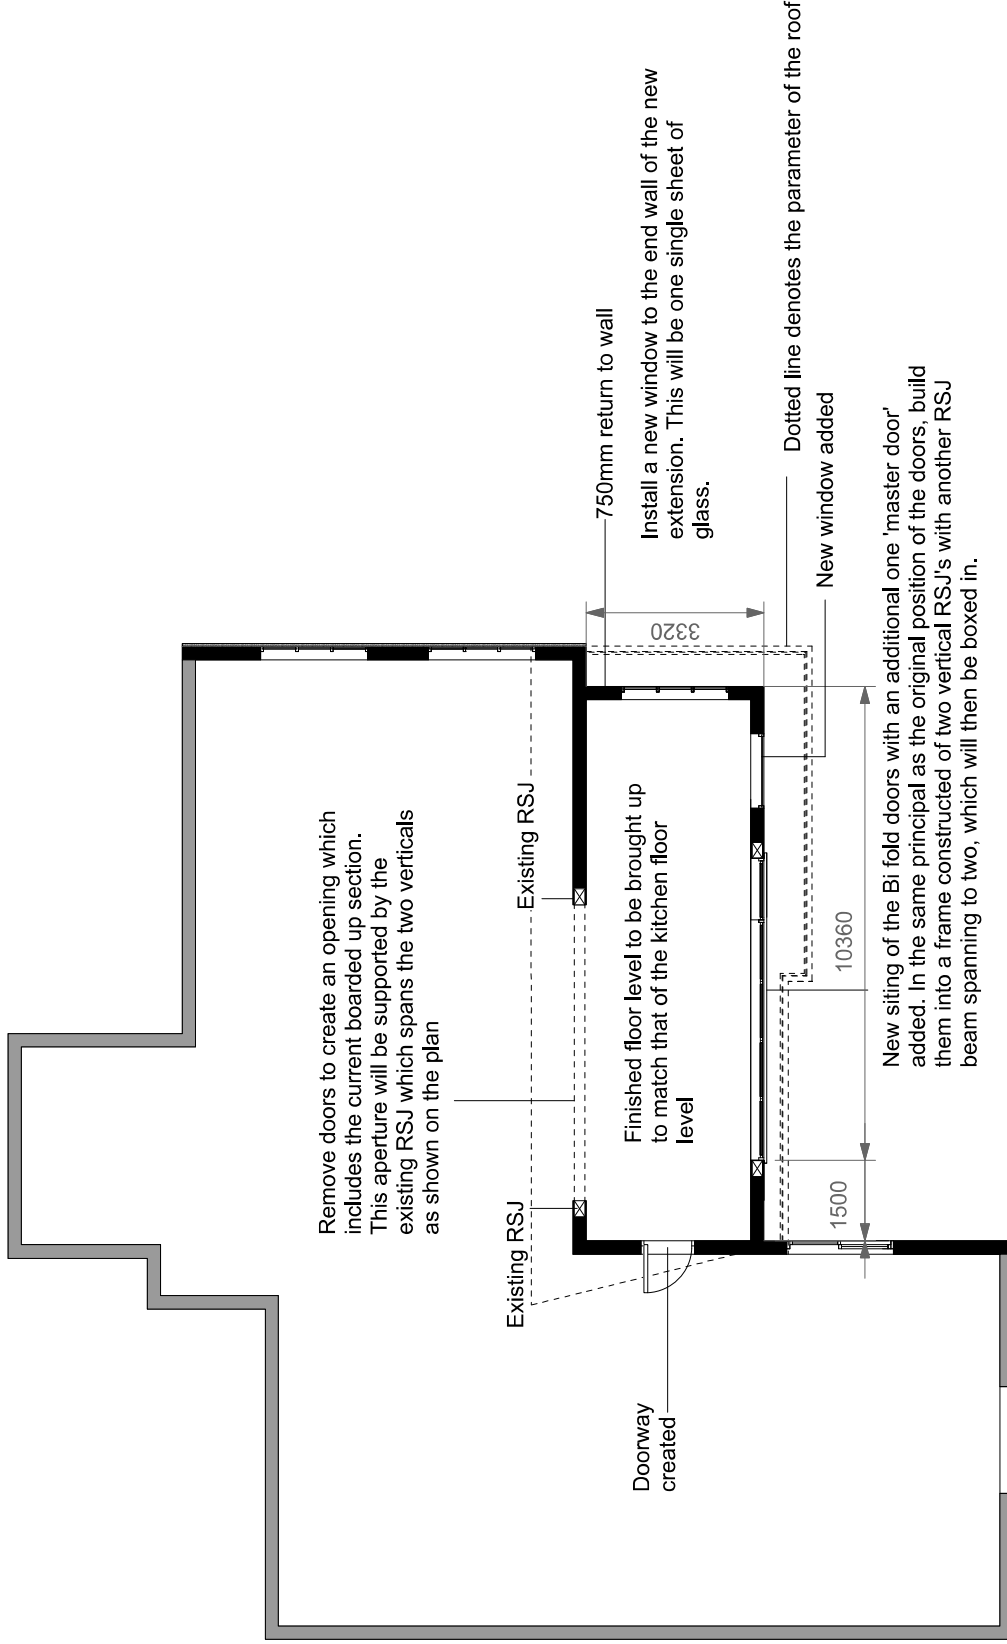 Remove doors to create an opening which
includes the current boarded up section.
This aperture will be supported by the
existing RSJ which spans the two verticals
as shown on the plan
Existing RSJ
Existing RSJ
Doorway
created
Finished floor level to be brought up
to match that of the kitchen floor
level
750mm return to wall
Install a new window to the end wall of the new
extension. This will be one single sheet of
glass.
3320
Dotted line denotes the parameter of the roof
New window added
1500
10360
New siting of the Bi fold doors with an additional one 'master door'
added. In the same principal as the original position of the doors, build
them into a frame constructed of two vertical RSJ's with another RSJ
beam spanning to two, which will then be boxed in.